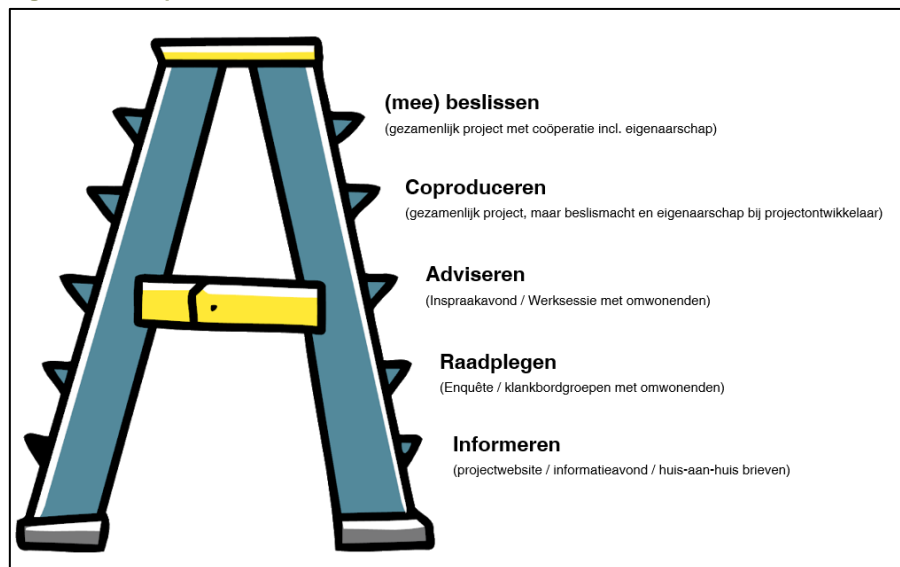 (mee) beslissen
(gezamenlijk project met coöperatie incl. eigenaarschap)
Coproduceren
(gezamenlijk project, maar beslismacht en eigenaarschap bij projectontwikkelaar)
Adviseren
(Inspraakavond / Werksessie met omwonenden)
Raadplegen
(Enquête / klankbordgroepen met omwonenden)
Informeren
(projectwebsite / informatieavond / huis-aan-huis brieven)